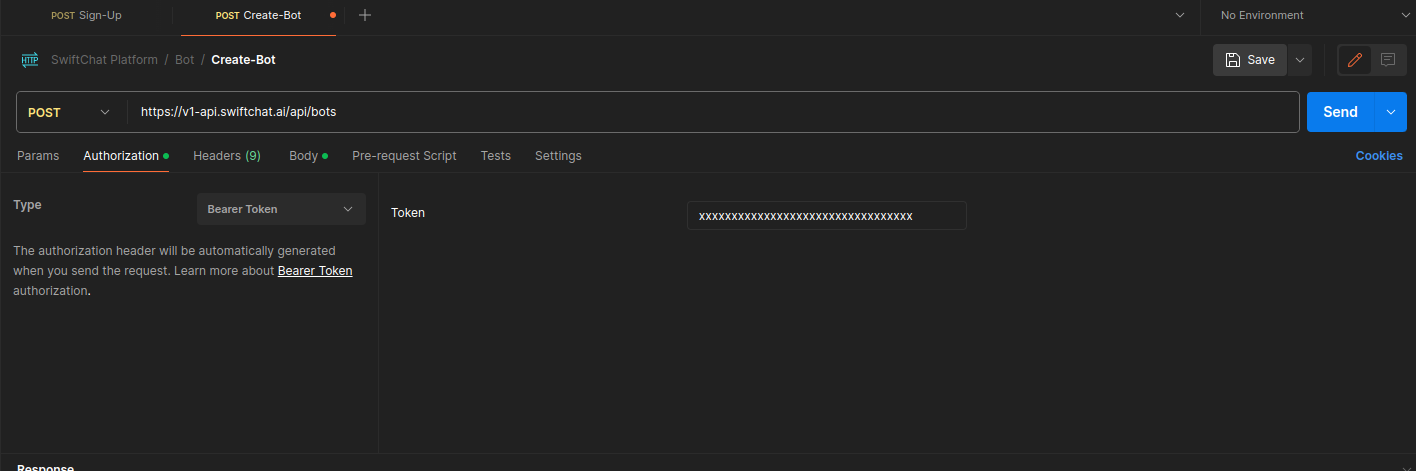 POST Sign-Up POST Create-Bot No Environment
HTTP SwiftChat Platform / Bot / Create-Bot Save
POST https://v1-api.swiftchat.ai/api/bots Send
Params Authorization Headers (9) Body Pre-request Script Tests Settings Cookies
Type Bearer Token
Token xxxxxxxxxxxxxxxxxxxxxxxxxxxxxxxxx
The authorization header will be automatically generated
when you send the request. Learn more about Bearer Token
authorization.
Response